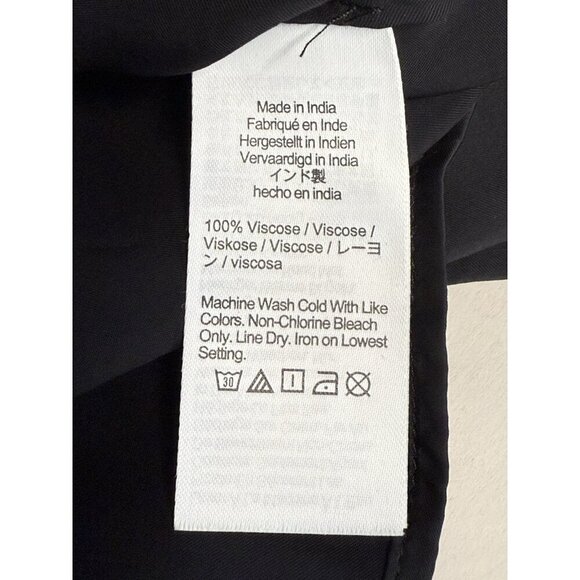 Made in India
Fabriqué en Inde
Hergestellt in Indien
Vervaardigd in India
インド製
hecho en india
100% Viscose / Viscose /
Viskose / Viscose / レーヨ
ン / viscosa
Machine Wash Cold With Like
Colors. Non-Chlorine Bleach
Only. Line Dry. Iron on Lowest
Setting.
30